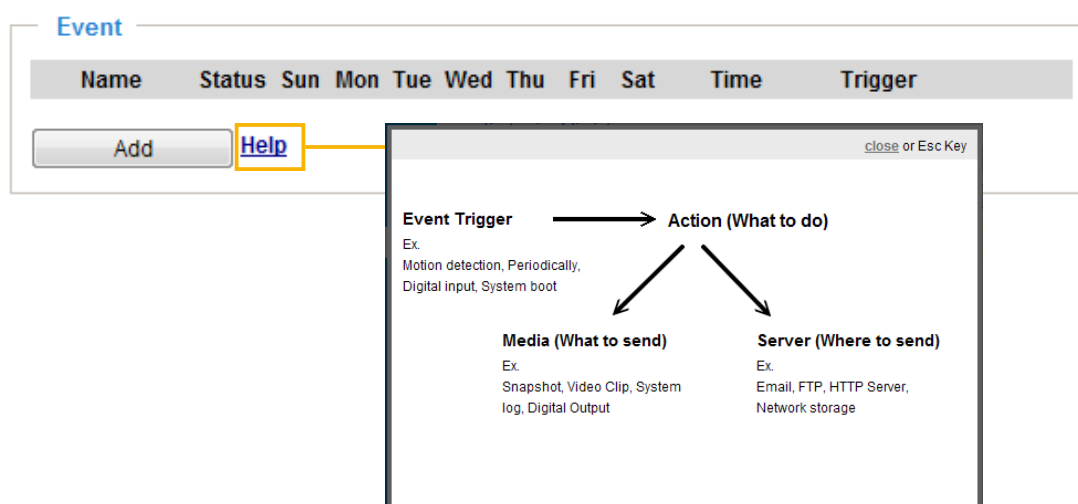 Event
Name Status Sun Mon Tue Wed Thu Fri Sat Time Trigger
Add Help
close or Esc Key
Event Trigger Action (What to do)
Ex.
Motion detection, Periodically,
Digital input, System boot
Media (What to send)
Ex.
Snapshot, Video Clip, System
log, Digital Output
Server (Where to send)
Ex.
Email, FTP, HTTP Server,
Network storage